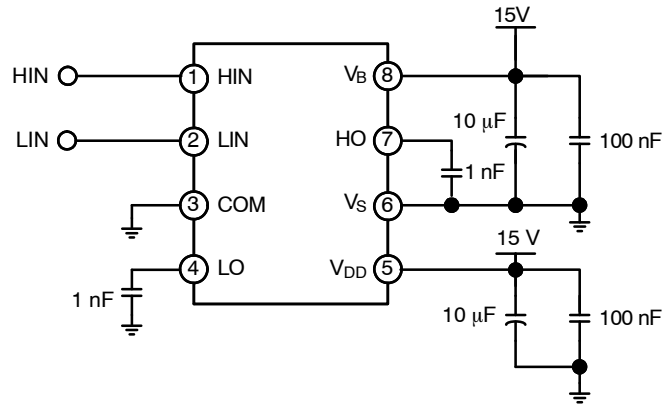 15V
HIN 1 HIN VB 8
10 μF
100 nF
LIN 2 LIN HO 7
1 nF
3 COM VS 6
15 V
4 LO VDD 5
1 nF
10 μF
100 nF